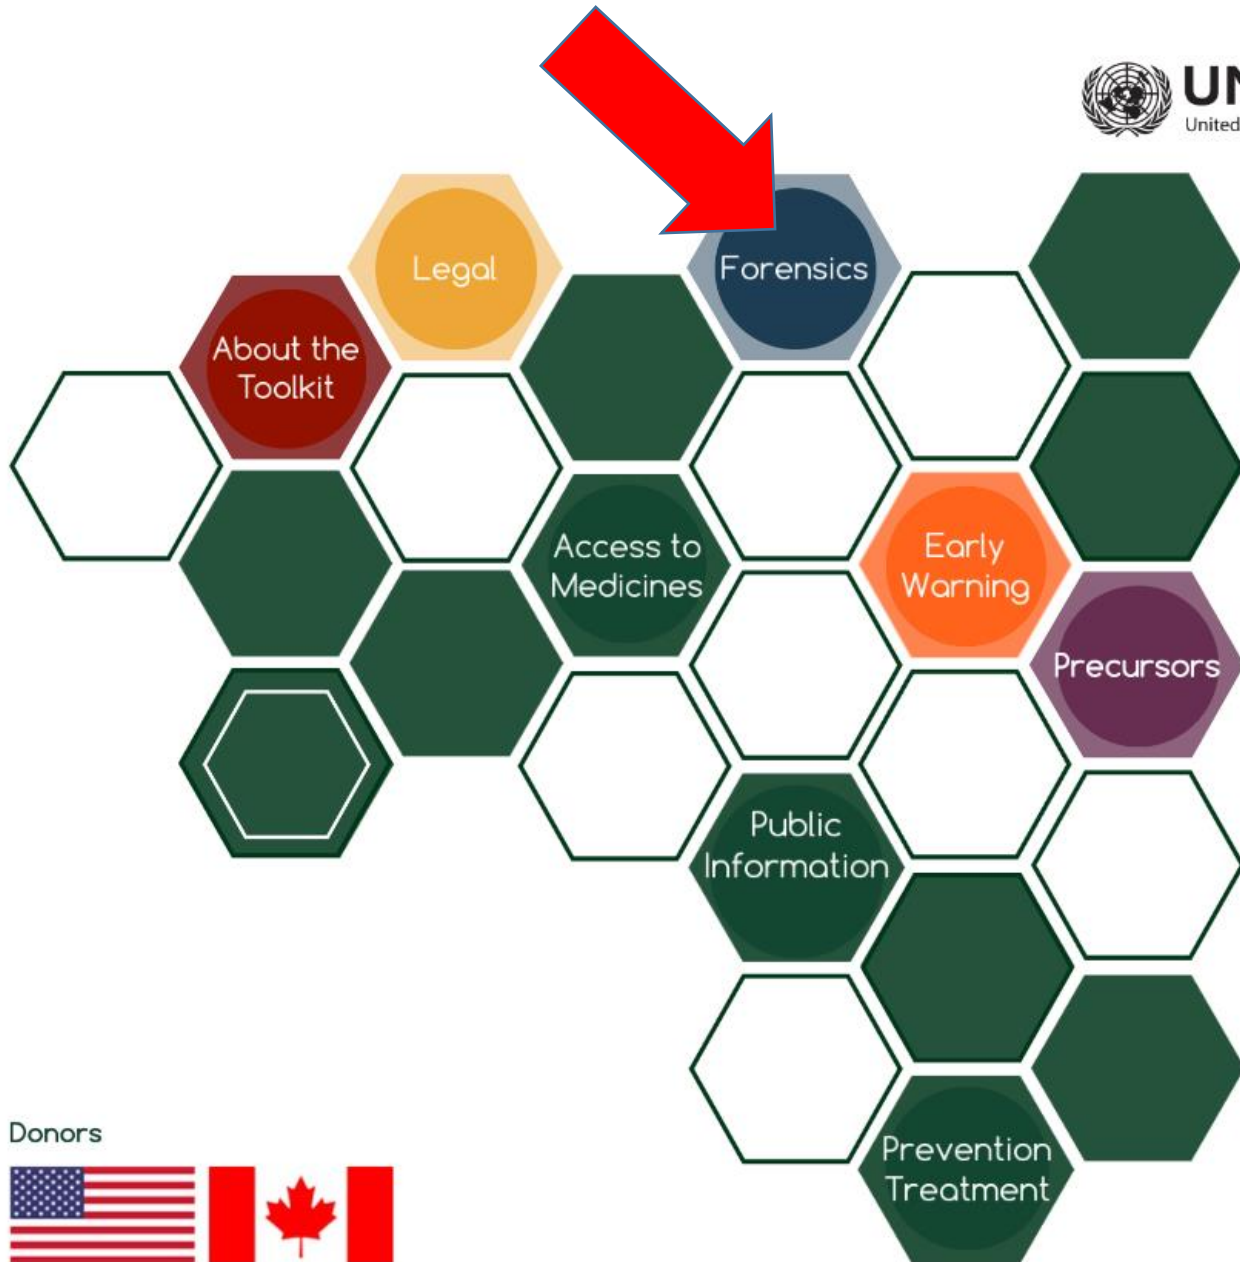 UN
United
Legal
Forensics
About the
Toolkit
Access to
Medicines
Early
Warning
Precursors
Public
Information
Prevention
Treatment
Donors